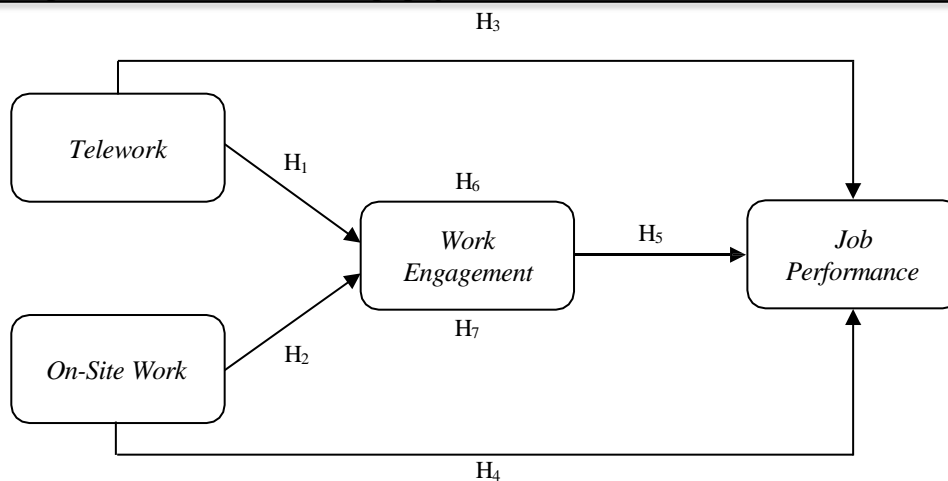 H₃
Telework
H₁
H₆
Work
Engagement
H₅
Job
Performance
H₇
H₂
On-Site Work
H₄